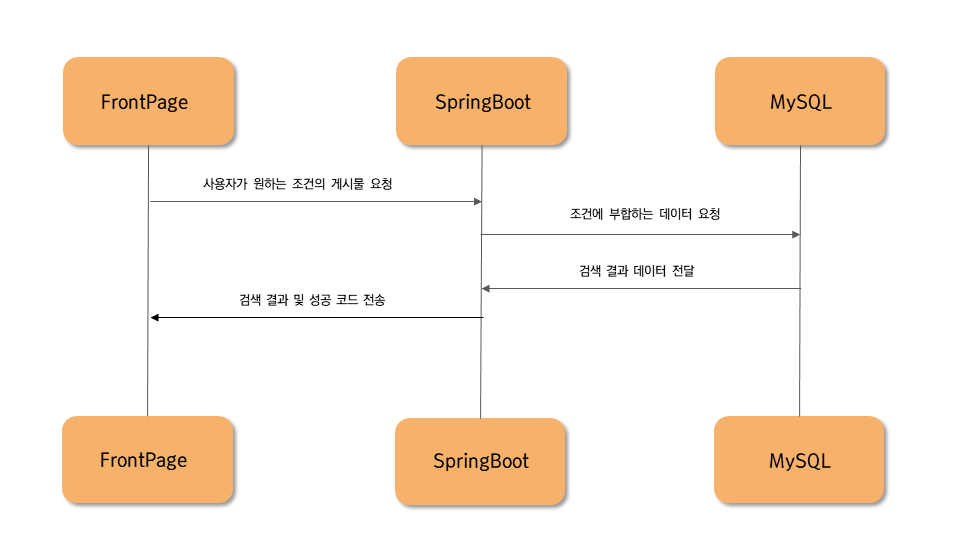 FrontPage
SpringBoot
MySQL
사용자가 원하는 조건의 게시물 요청
조건에 부합하는 데이터 요청
검색 결과 데이터 전달
검색 결과 및 성공 코드 전송
FrontPage
SpringBoot
MySQL